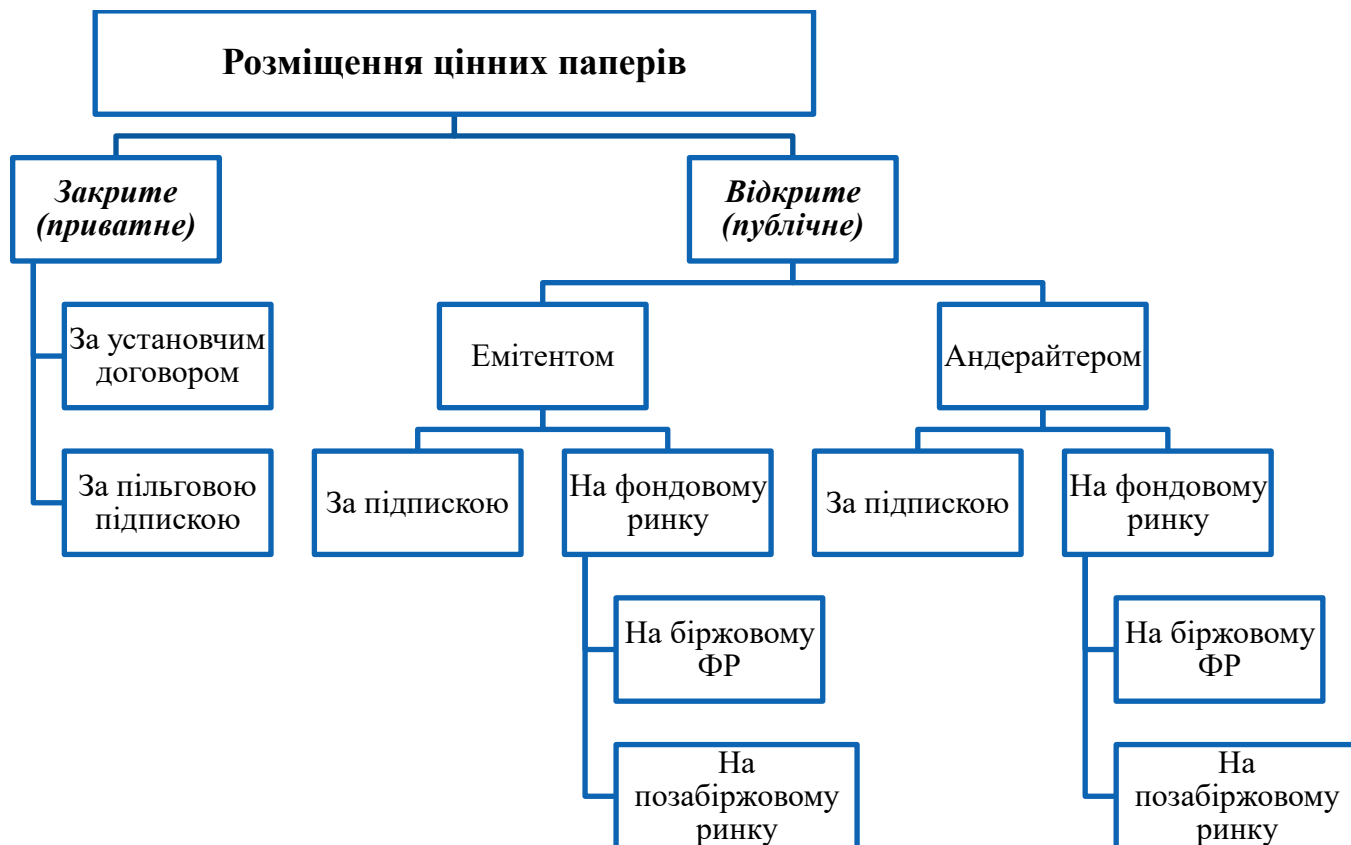 Розміщення цінних паперів
Закрите
(приватне)
Відкрите
(публічне)
За установчим
договором
Емітентом
Андерайтером
За пільговою
підпискою
За підпискою
На фондовому
ринку
За підпискою
На фондовому
ринку
На біржовому
ФР
На біржовому
ФР
На
позабіржовому
ринку
На
позабіржовому
ринку